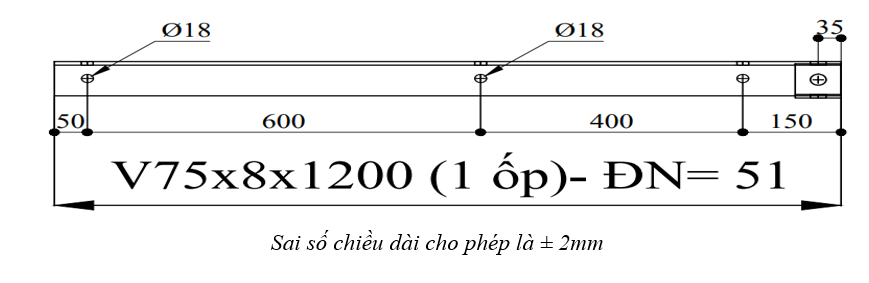 Ø18 Ø18 35
50 600 400 150
V75x8x1200 (1 ốp)- ĐN= 51
Sai số chiều dài cho phép là ± 2mm